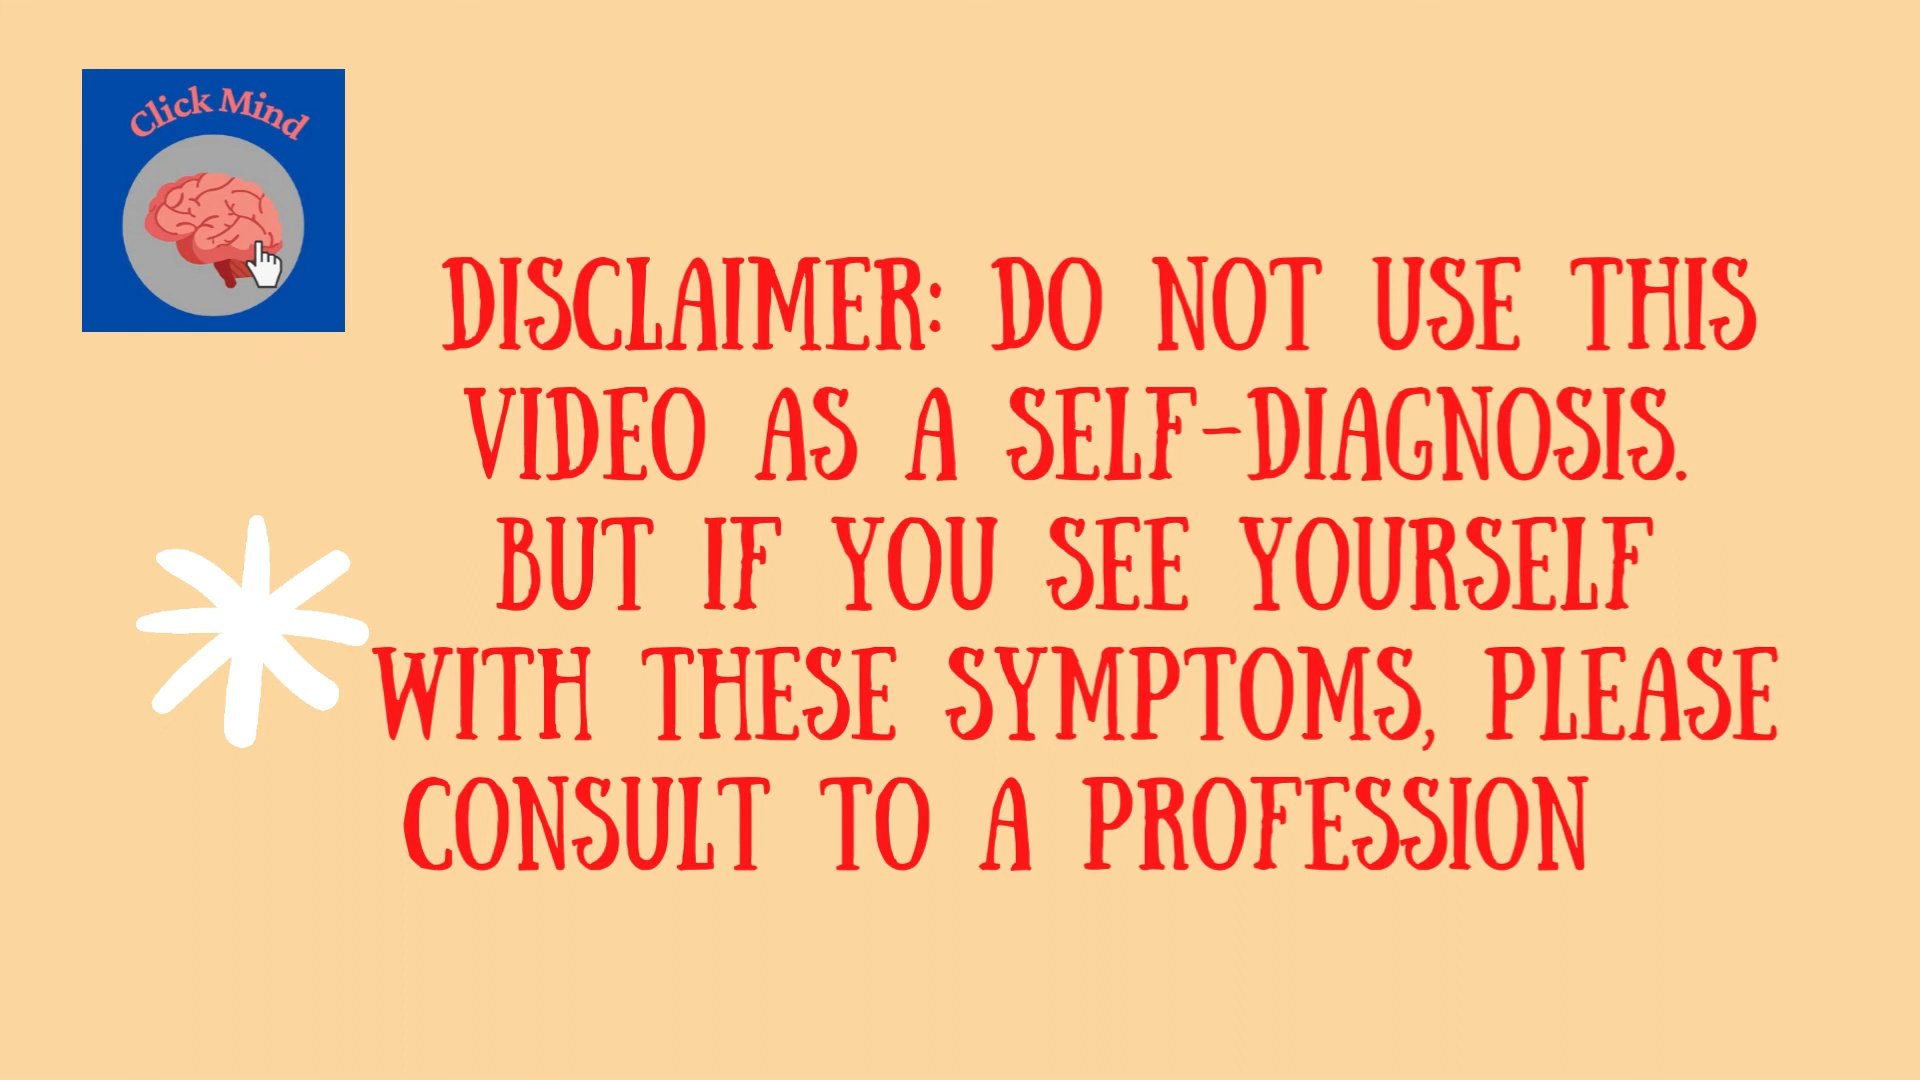 Click Mind
DISCLAIMER: DO NOT USE THIS
VIDEO AS A SELF-DIAGNOSIS.
BUT IF YOU SEE YOURSELF
WITH THESE SYMPTOMS, PLEASE
CONSULT TO A PROFESSION